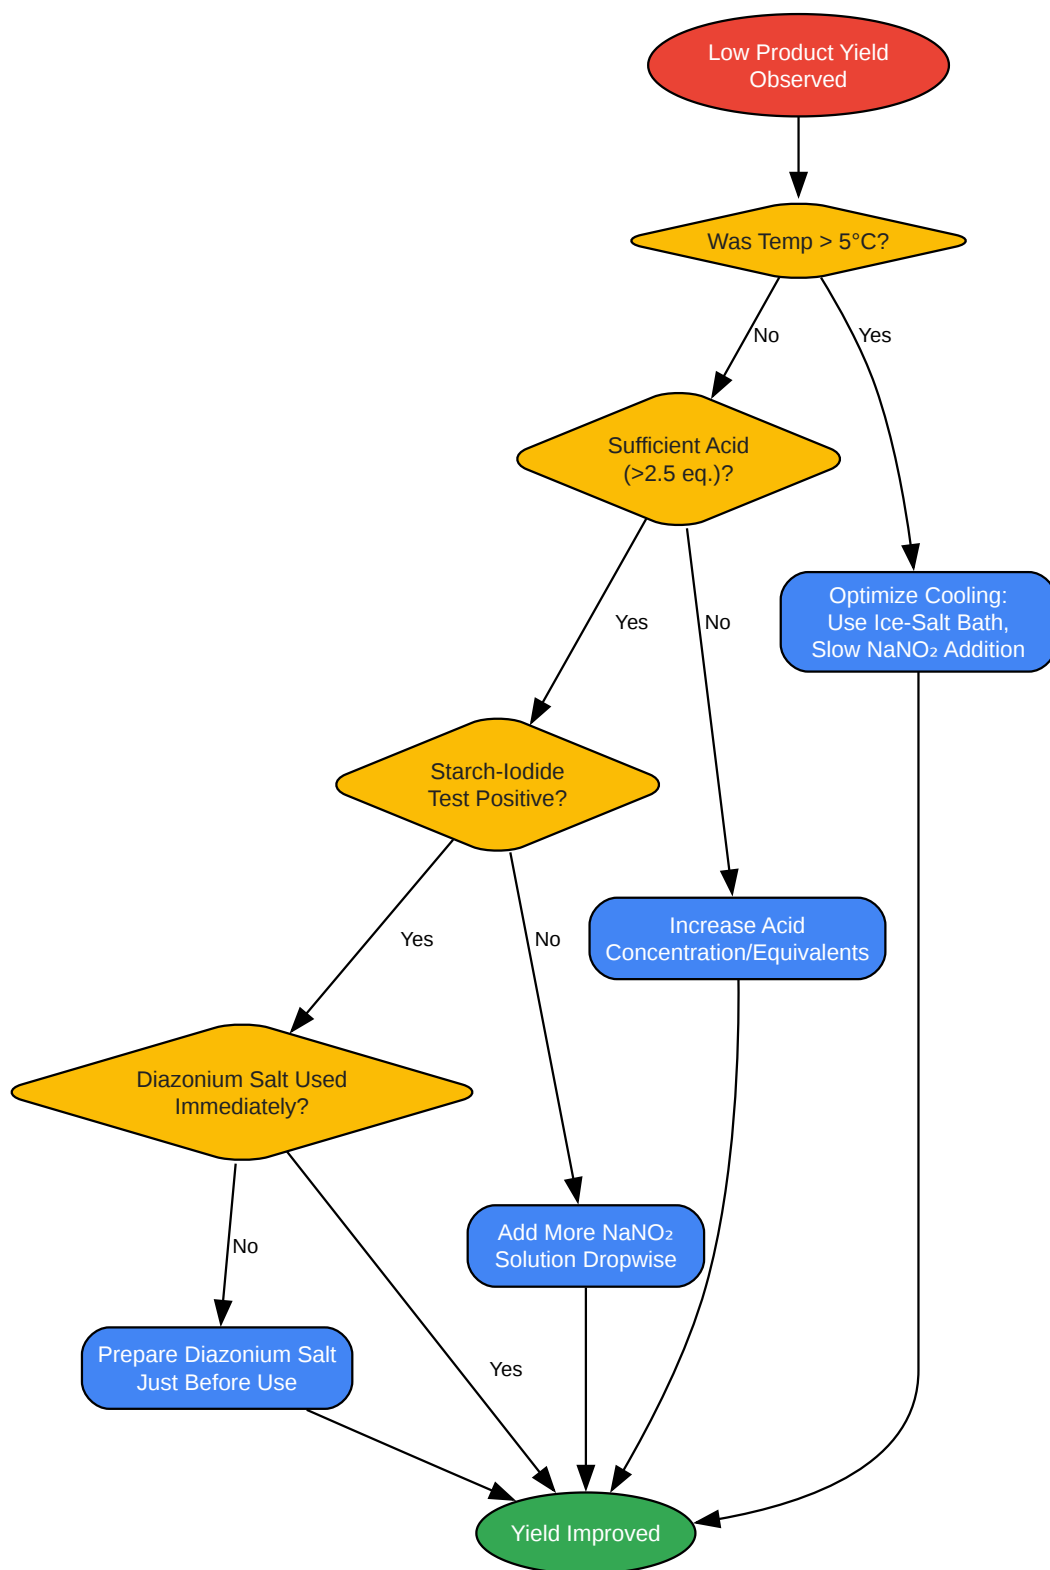 Low Product Yield
Observed
Was Temp > 5°C?
No
Yes
Sufficient Acid
(>2.5 eq.)?
Optimize Cooling:
Use Ice-Salt Bath,
Slow NaNO₂ Addition
Yes
No
Starch-Iodide
Test Positive?
Increase Acid
Concentration/Equivalents
Yes
No
Diazonium Salt Used
Immediately?
Add More NaNO₂
Solution Dropwise
No
Prepare Diazonium Salt
Just Before Use
Yes
Yield Improved